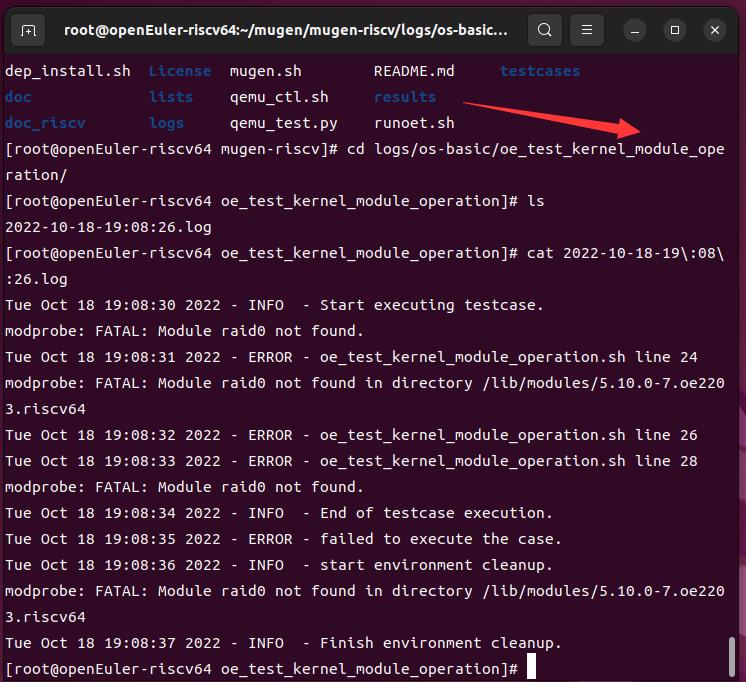 root@openEuler-riscv64:~/mugen/mugen-riscv/logs/os-basic...
dep_install.sh License mugen.sh README.md testcases
doc lists qemu_ctl.sh results
doc_riscv logs qemu_test.py runoet.sh
[root@openEuler-riscv64 mugen-riscv]# cd logs/os-basic/oe_test_kernel_module_ope
ration/
[root@openEuler-riscv64 oe_test_kernel_module_operation]# ls
2022-10-18-19:08:26.log
[root@openEuler-riscv64 oe_test_kernel_module_operation]# cat 2022-10-18-19\:08\
:26.log
Tue Oct 18 19:08:30 2022 - INFO  - Start executing testcase.
modprobe: FATAL: Module raid0 not found.
Tue Oct 18 19:08:31 2022 - ERROR - oe_test_kernel_module_operation.sh line 24
modprobe: FATAL: Module raid0 not found in directory /lib/modules/5.10.0-7.oe220
3.riscv64
Tue Oct 18 19:08:32 2022 - ERROR - oe_test_kernel_module_operation.sh line 26
Tue Oct 18 19:08:33 2022 - ERROR - oe_test_kernel_module_operation.sh line 28
modprobe: FATAL: Module raid0 not found.
Tue Oct 18 19:08:34 2022 - INFO  - End of testcase execution.
Tue Oct 18 19:08:35 2022 - ERROR - failed to execute the case.
Tue Oct 18 19:08:36 2022 - INFO  - start environment cleanup.
modprobe: FATAL: Module raid0 not found in directory /lib/modules/5.10.0-7.oe220
3.riscv64
Tue Oct 18 19:08:37 2022 - INFO  - Finish environment cleanup.
[root@openEuler-riscv64 oe_test_kernel_module_operation]#